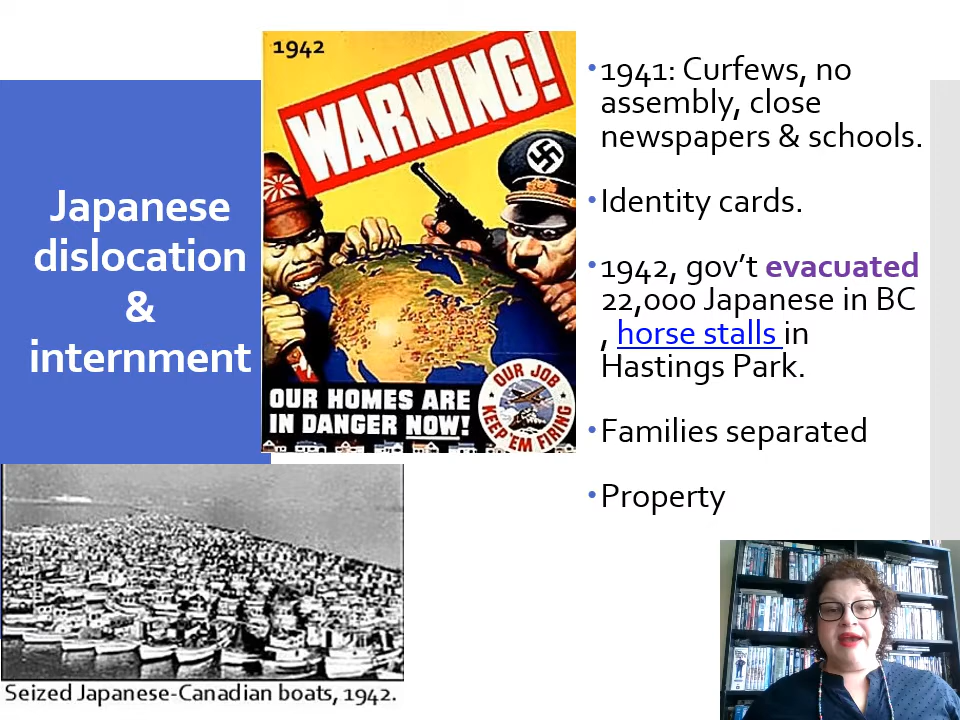 Japanese
dislocation
&
internment
1942
WARNING!
OUR HOMES ARE
IN DANGER NOW!
OUR JOB
KEEP 'EM FIRING
•1941: Curfews, no
assembly, close
newspapers & schools.
•Identity cards.
•1942, gov't evacuated
22,000 Japanese in BC
, horse stalls in
Hastings Park.
•Families separated
•Property
Seized Japanese-Canadian boats, 1942.